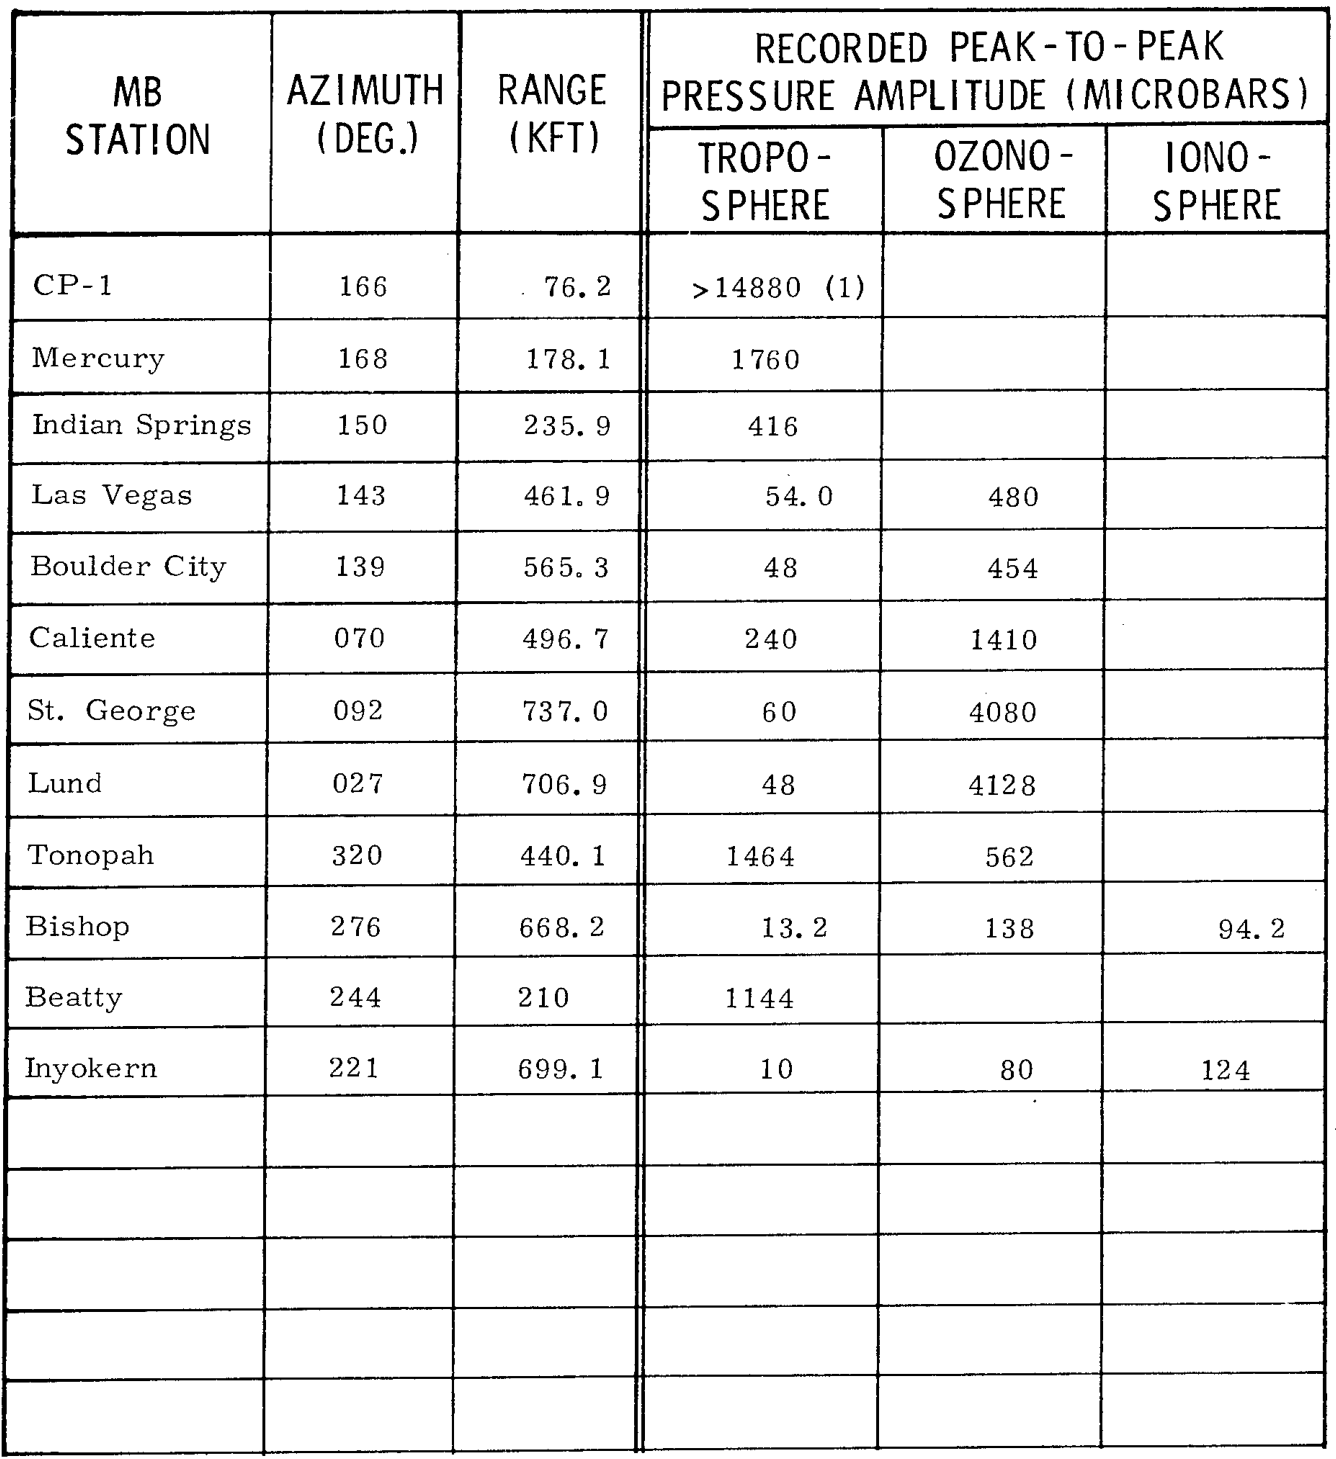 MB STATION | AZIMUTH (DEG.) | RANGE (KFT) | RECORDED PEAK-TO-PEAK PRESSURE AMPLITUDE (MICROBARS)
TROPO-SPHERE | OZONO-SPHERE | IONO-SPHERE
CP-1 166 76.2 >14880 (1)
Mercury 168 178.1 1760
Indian Springs 150 235.9 416
Las Vegas 143 461.9 54.0 480
Boulder City 139 565.3 48 454
Caliente 070 496.7 240 1410
St. George 092 737.0 60 4080
Lund 027 706.9 48 4128
Tonopah 320 440.1 1464 562
Bishop 276 668.2 13.2 138 94.2
Beatty 244 210 1144
Inyokern 221 699.1 10 80 124